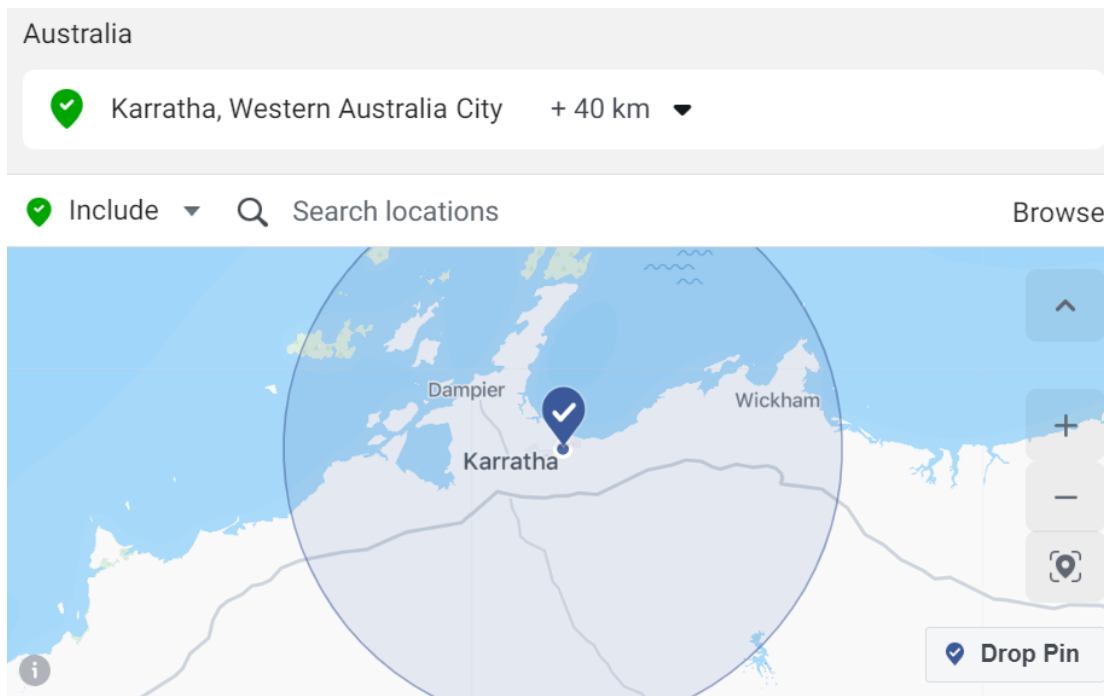 Australia
Karratha, Western Australia City + 40 km
Include Search locations Browse
Dampier
Wickham
Karratha
Drop Pin